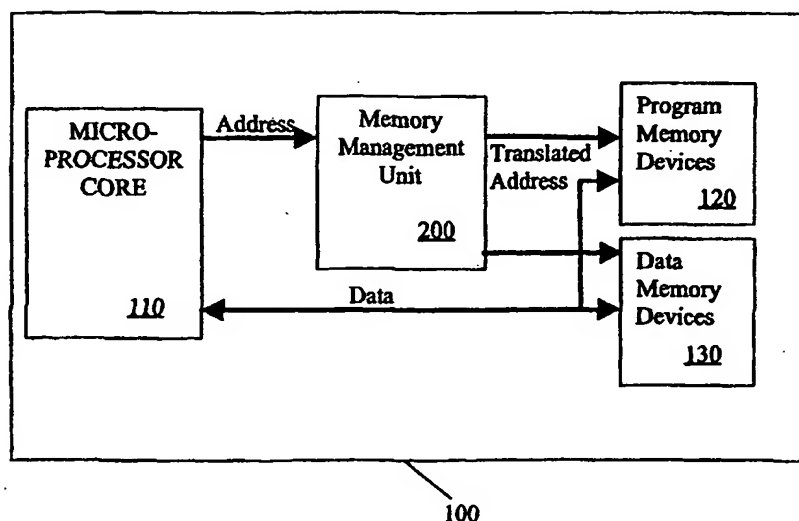 MICRO-
PROCESSOR
CORE
110
Address
Memory
Management
Unit
200
Translated
Address
Program
Memory
Devices
120
Data
Data
Memory
Devices
130
100